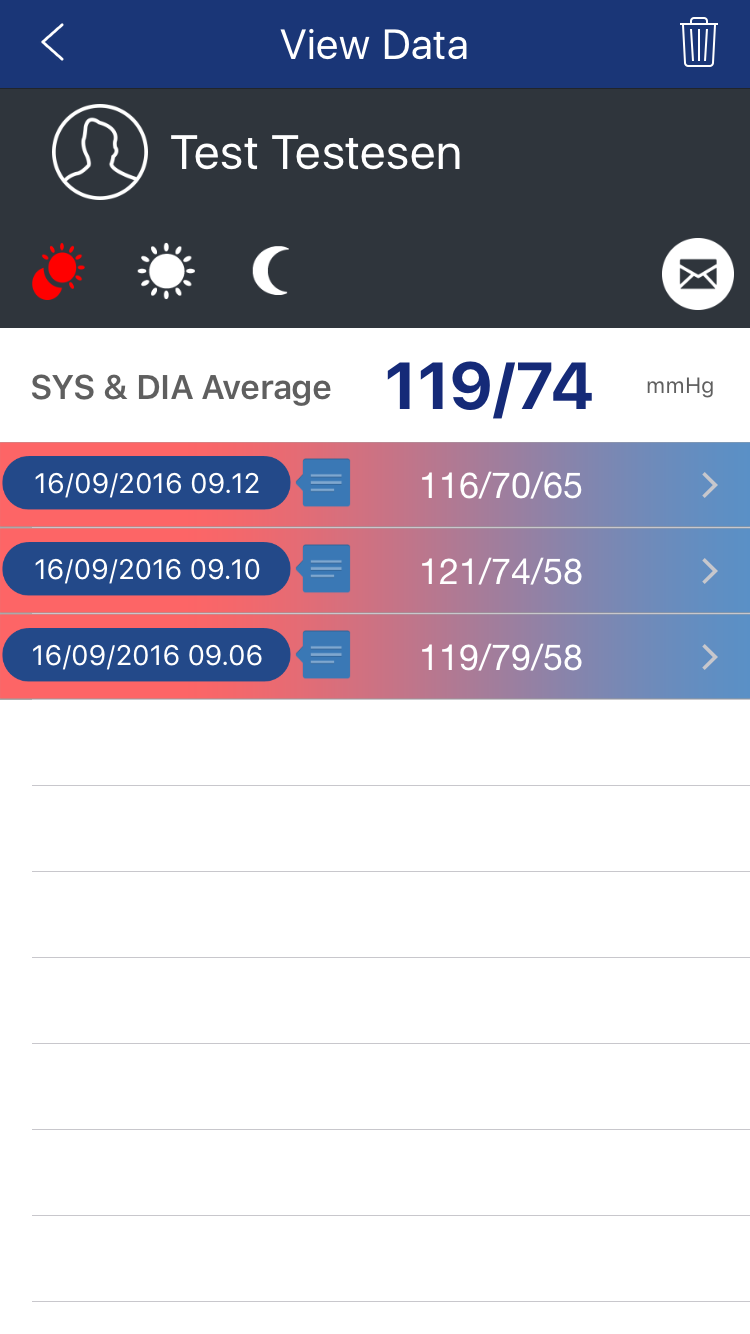 View Data
Test Testesen
SYS & DIA Average 119/74 mmHg
16/09/2016 09.12 116/70/65
16/09/2016 09.10 121/74/58
16/09/2016 09.06 119/79/58